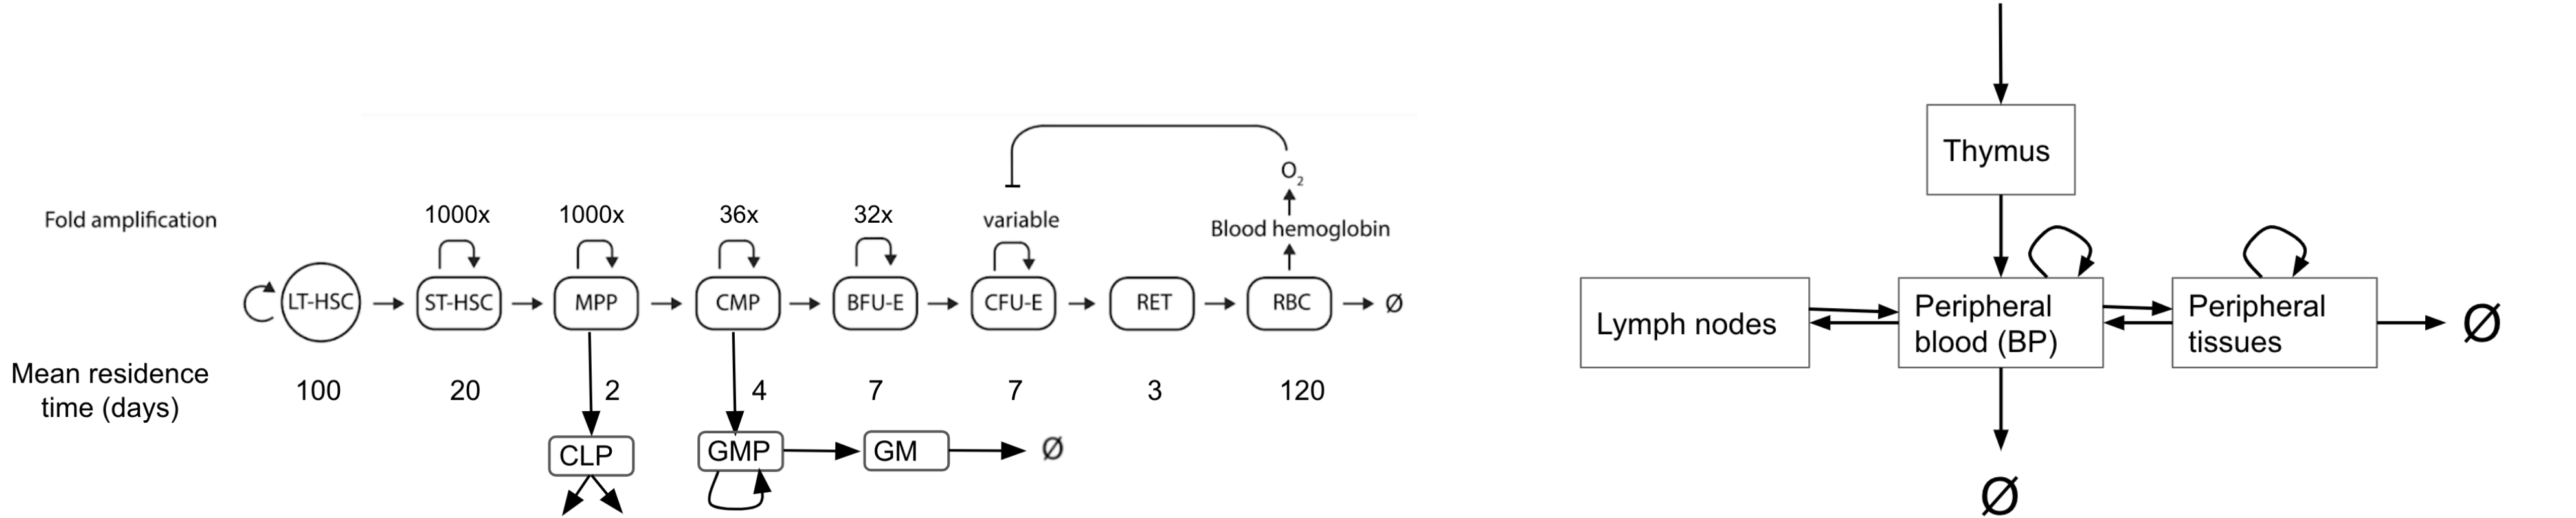 Fold amplification
1000x
1000x
36x
32x
variable
O2
Blood hemoglobin
LT-HSC
ST-HSC
MPP
CMP
BFU-E
CFU-E
RET
RBC
Ø
Mean residence
time (days)
100
20
2
4
7
7
3
120
CLP
GMP
GM
Ø
Thymus
Lymph nodes
Peripheral
blood (BP)
Peripheral
tissues
Ø
Ø